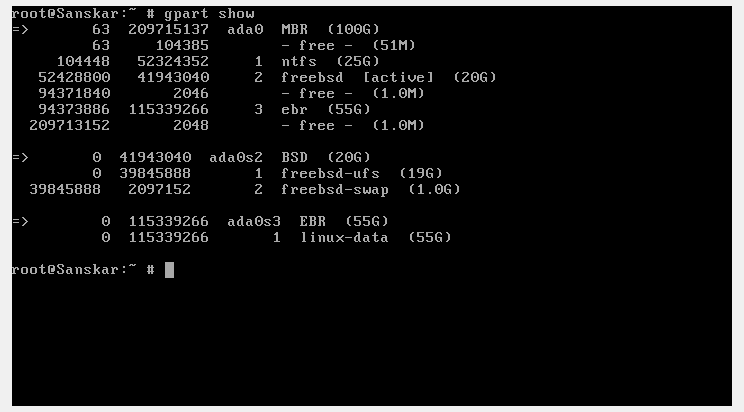 root@Sanskar:~ # gpart show
=>       63  209715137  ada0  MBR  (100G)
         63     104385        - free -  (51M)
     104448   52324352     1  ntfs  (25G)
   52428800   41943040     2  freebsd  [active]  (20G)
   94371840       2046        - free -  (1.0M)
   94373886  115339266     3  ebr  (55G)
  209713152       2048        - free -  (1.0M)
=>       0  41943040  ada0s2  BSD  (20G)
         0  39845888       1  freebsd-ufs  (19G)
  39845888   2097152       2  freebsd-swap  (1.0G)
=>        0  115339266  ada0s3  EBR  (55G)
          0  115339266       1  linux-data  (55G)
root@Sanskar:~ #